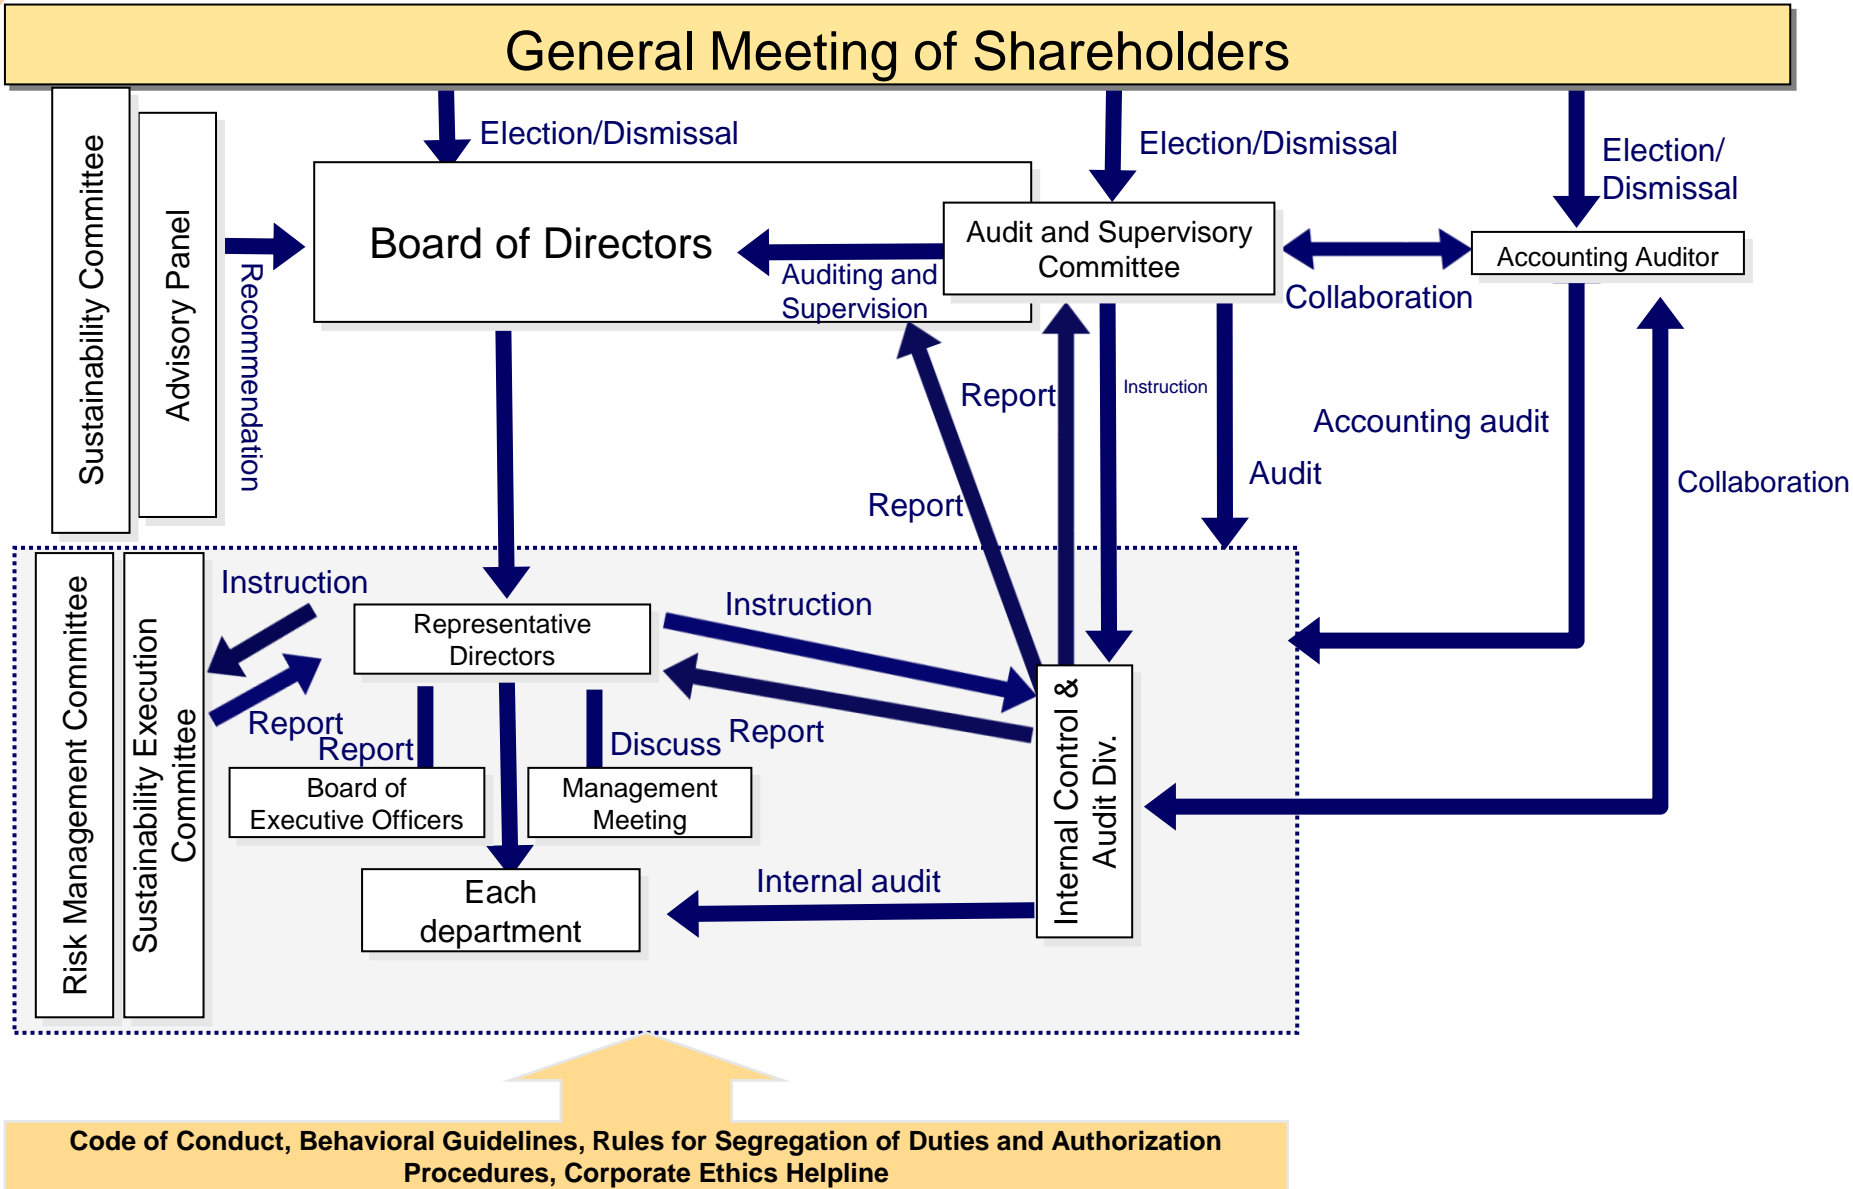 General Meeting of Shareholders
Sustainability Committee
Advisory Panel
Recommendation
Election/Dismissal
Election/Dismissal
Election/
Dismissal
Board of Directors
Auditing and
Supervision
Audit and Supervisory
Committee
Collaboration
Accounting Auditor
Report
Instruction
Accounting audit
Audit
Collaboration
Report
Risk Management Committee
Sustainability Execution
Committee
Instruction
Report
Representative
Directors
Instruction
Report
Report
Discuss
Board of
Executive Officers
Management
Meeting
Internal Control &
Audit Div.
Each
department
Internal audit
Code of Conduct, Behavioral Guidelines, Rules for Segregation of Duties and Authorization
Procedures, Corporate Ethics Helpline